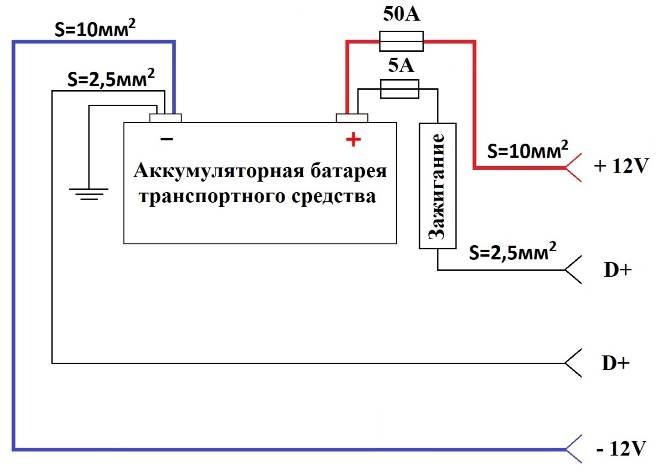 S=10мм²
50A
S=2,5мм²
5A
–
+
Аккумуляторная батарея
транспортного средства
Зажигание
S=10мм²
+ 12V
S=2,5мм²
D+
D+
- 12V